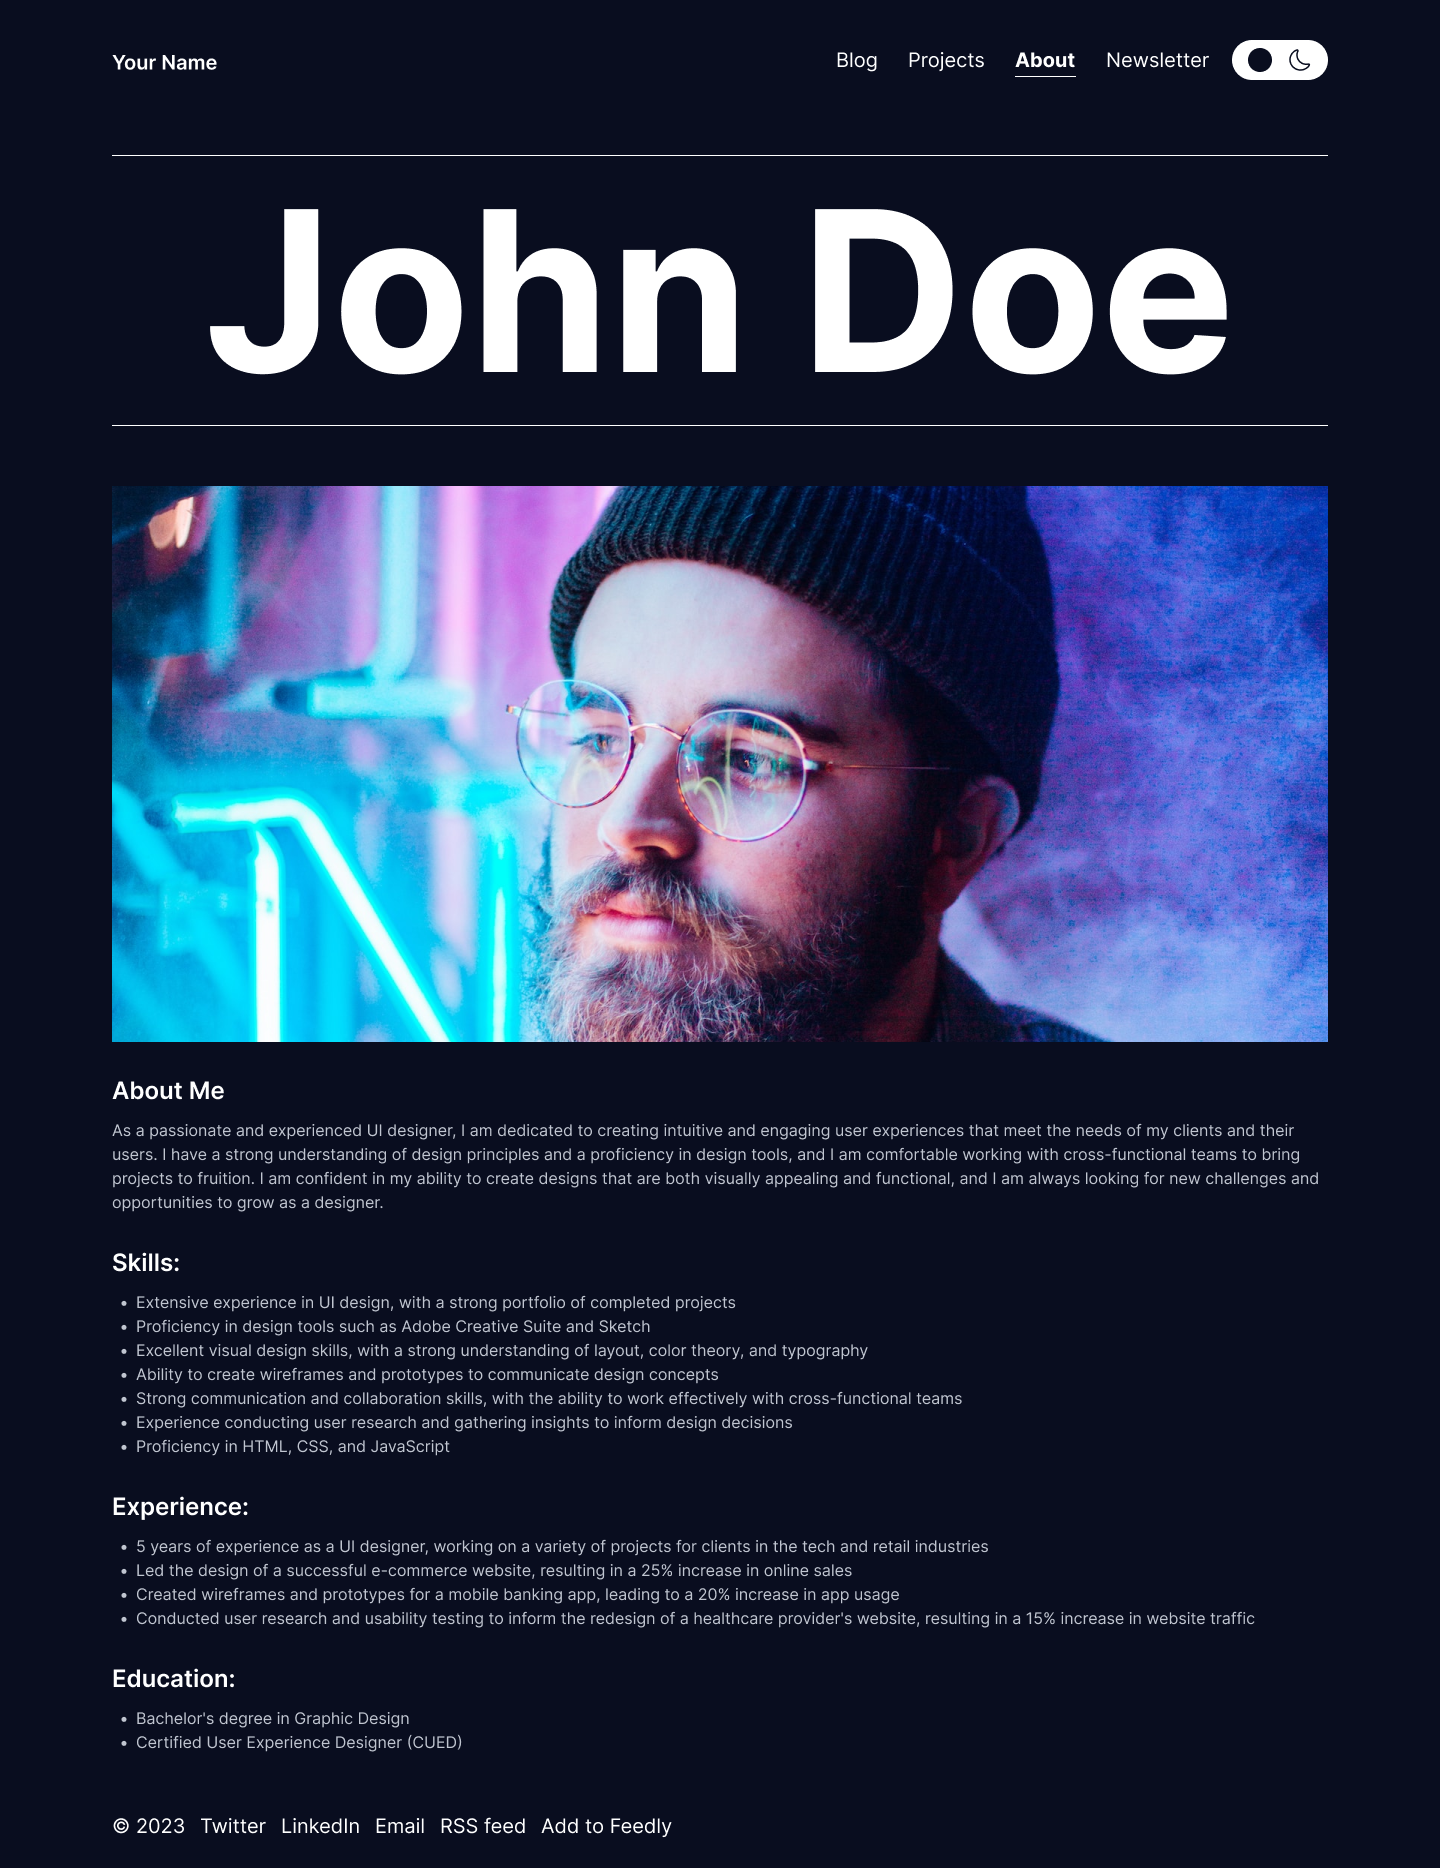 Your Name
Blog Projects About Newsletter
John Doe
N
About Me
As a passionate and experienced UI designer, I am dedicated to creating intuitive and engaging user experiences that meet the needs of my clients and their
users. I have a strong understanding of design principles and a proficiency in design tools, and I am comfortable working with cross-functional teams to bring
projects to fruition. I am confident in my ability to create designs that are both visually appealing and functional, and I am always looking for new challenges and
opportunities to grow as a designer.
Skills:
• Extensive experience in UI design, with a strong portfolio of completed projects
• Proficiency in design tools such as Adobe Creative Suite and Sketch
• Excellent visual design skills, with a strong understanding of layout, color theory, and typography
• Ability to create wireframes and prototypes to communicate design concepts
• Strong communication and collaboration skills, with the ability to work effectively with cross-functional teams
• Experience conducting user research and gathering insights to inform design decisions
• Proficiency in HTML, CSS, and JavaScript
Experience:
• 5 years of experience as a UI designer, working on a variety of projects for clients in the tech and retail industries
• Led the design of a successful e-commerce website, resulting in a 25% increase in online sales
• Created wireframes and prototypes for a mobile banking app, leading to a 20% increase in app usage
• Conducted user research and usability testing to inform the redesign of a healthcare provider's website, resulting in a 15% increase in website traffic
Education:
• Bachelor's degree in Graphic Design
• Certified User Experience Designer (CUED)
© 2023 Twitter LinkedIn Email RSS feed Add to Feedly